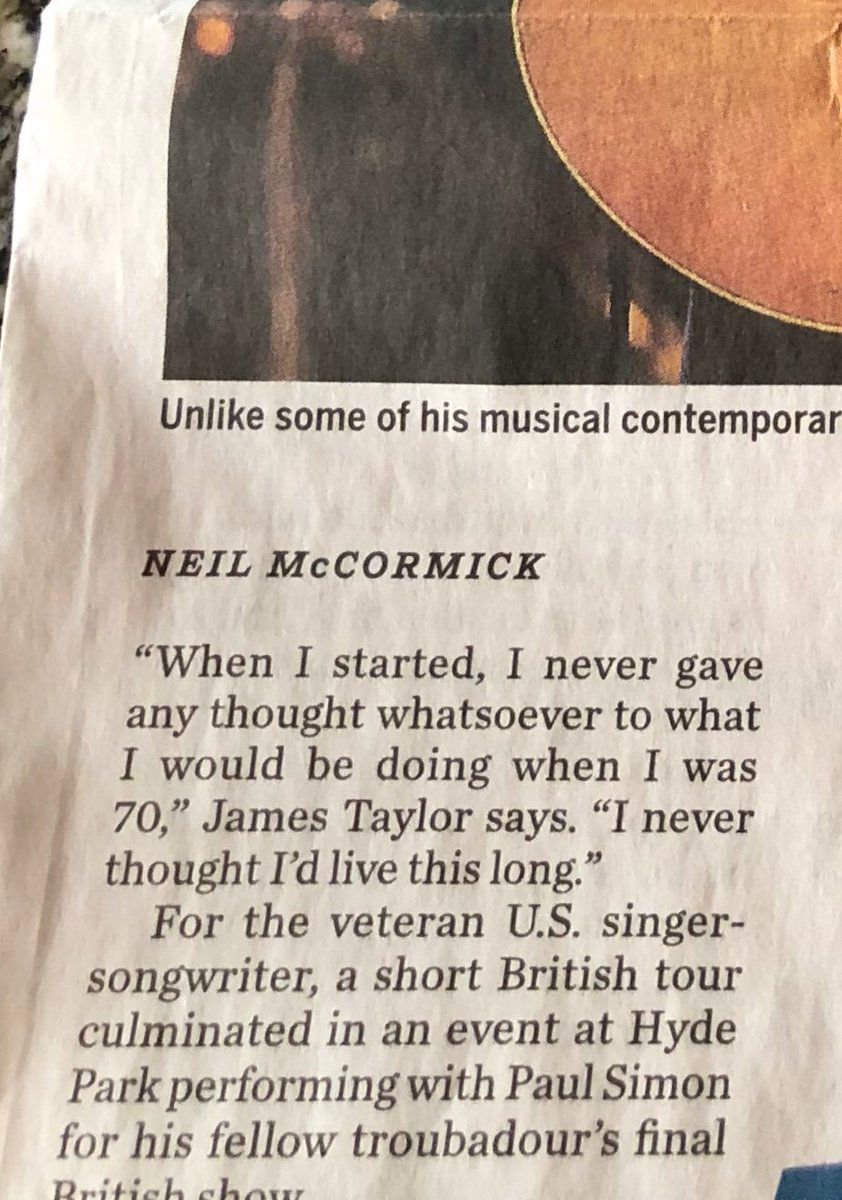 Unlike some of his musical contemporar
NEIL McCORMICK
“When I started, I never gave
any thought whatsoever to what
I would be doing when I was
70,” James Taylor says. “I never
thought I’d live this long.”
For the veteran U.S. singer-
songwriter, a short British tour
culminated in an event at Hyde
Park performing with Paul Simon
for his fellow troubadour’s final
British show